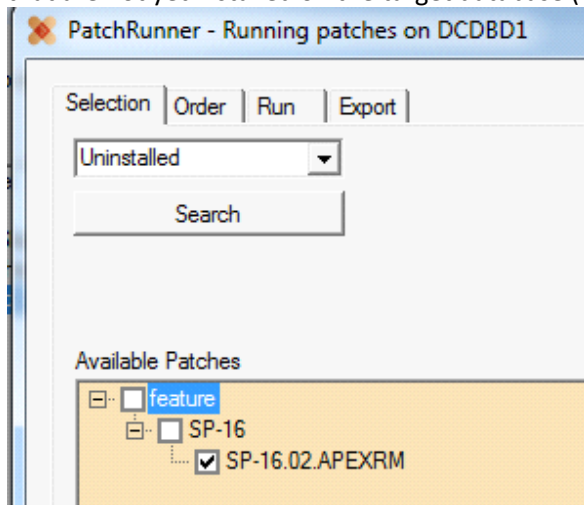 PatchRunner - Running patches on DCDBD1
Selection Order Run Export
Uninstalled
Search
Available Patches
feature
SP-16
SP-16.02.APEXRM